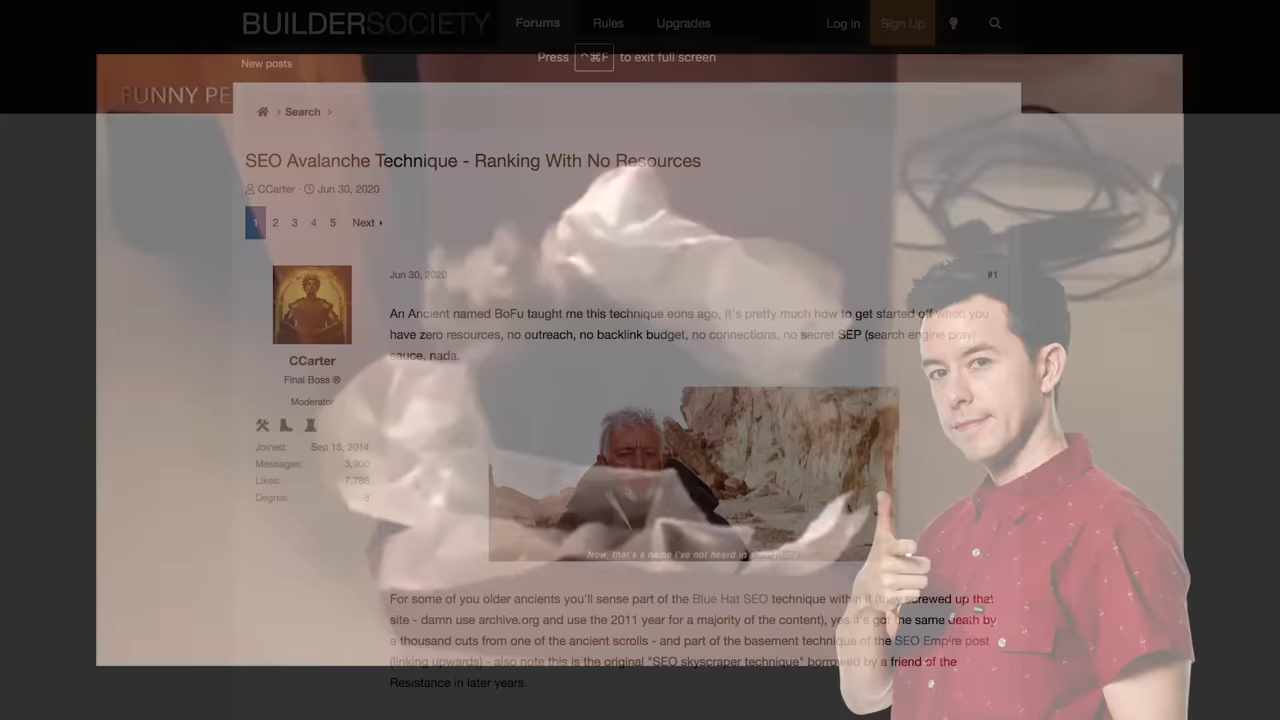 BUILDERSOCIETY
Forums
Rules
Upgrades
Log in
Sign Up
Press ^⌘F to exit full screen
New posts
FUNNY PE
Search
SEO Avalanche Technique - Ranking With No Resources
CCarter · Jun 30, 2020
1 2 3 4 5 Next
Jun 30, 2020
#1
An Ancient named BoFu taught me this technique eons ago, It's pretty much how to get started off when you
have zero resources, no outreach, no backlink budget, no connections, no secret SEP (search engine pray)
sauce, nada.
CCarter
Final Boss ®
Moderator
Joined: Sep 15, 2014
Messages: 3,900
Likes: 7,786
Degree: 8
Now, that's a name I've not heard in a
For some of you older ancients you'll sense part of the Blue Hat SEO technique within it (they screwed up that
site - damn use archive.org and use the 2011 year for a majority of the content), yes it's got the same death by
a thousand cuts from one of the ancient scrolls - and part of the basement technique of the SEO Empire post
(linking upwards) - also note this is the original "SEO skyscraper technique" borrowed by a friend of the
Resistance in later years.